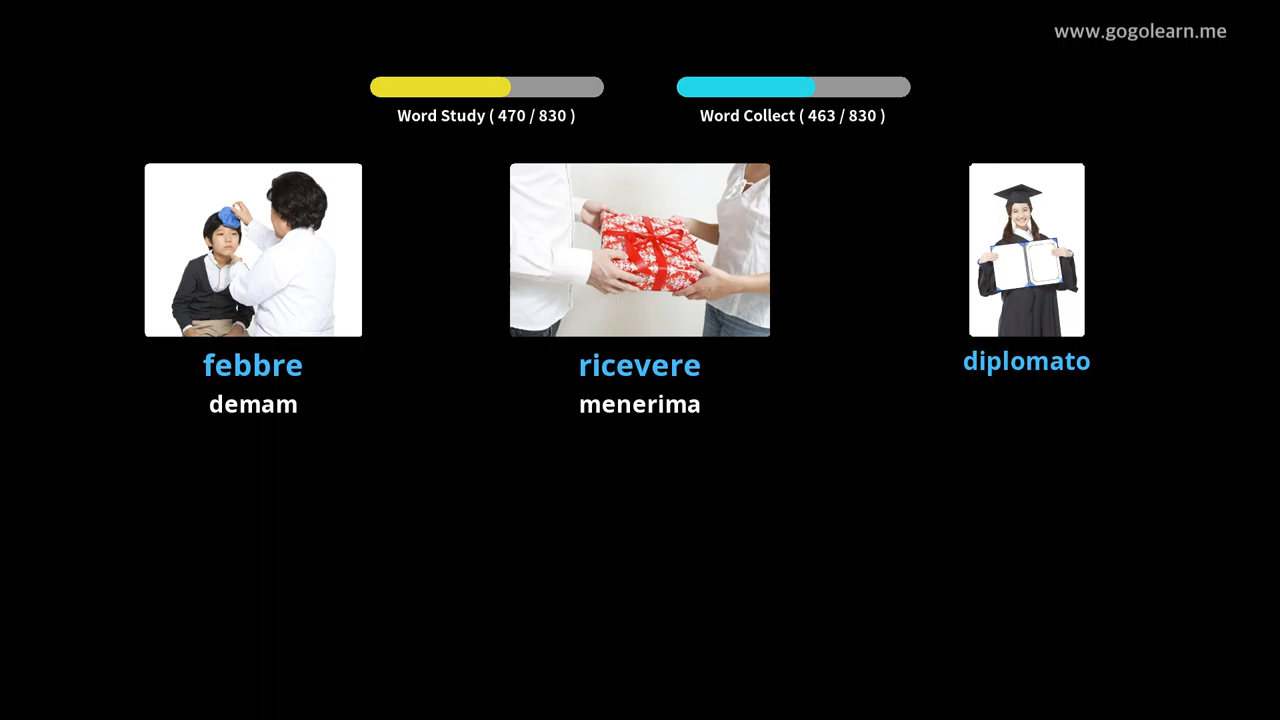 www.gogolearn.me
Word Study ( 470 / 830 )
Word Collect ( 463 / 830 )
febbre
demam
ricevere
menerima
diplomato